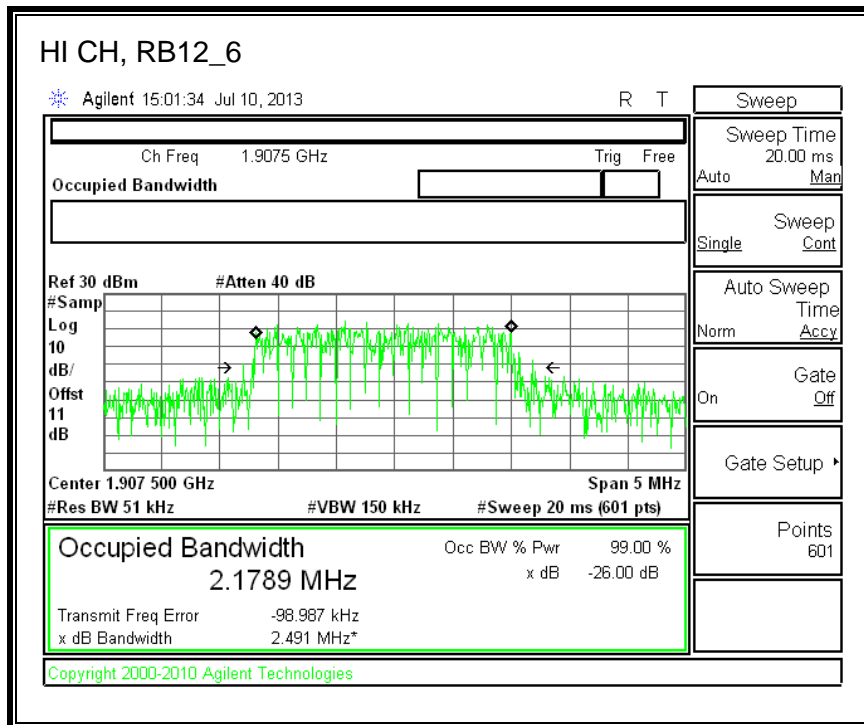 HI CH, RB12_6
Agilent 15:01:34 Jul 10, 2013 R T
Ch Freq 1.9075 GHz Trig Free
Occupied Bandwidth
Ref 30 dBm #Atten 40 dB
#Samp
Log
10
dB/
Offst
11
dB
Center 1.907 500 GHz Span 5 MHz
#Res BW 51 kHz #VBW 150 kHz #Sweep 20 ms (601 pts)
Occupied Bandwidth Occ BW % Pwr 99.00 %
2.1789 MHz x dB -26.00 dB
Transmit Freq Error -98.987 kHz
x dB Bandwidth 2.491 MHz*
Copyright 2000-2010 Agilent Technologies
Sweep
Sweep Time
20.00 ms
Auto Man
Sweep
Single Cont
Auto Sweep
Time
Norm Accy
Gate
On Off
Gate Setup
Points
601